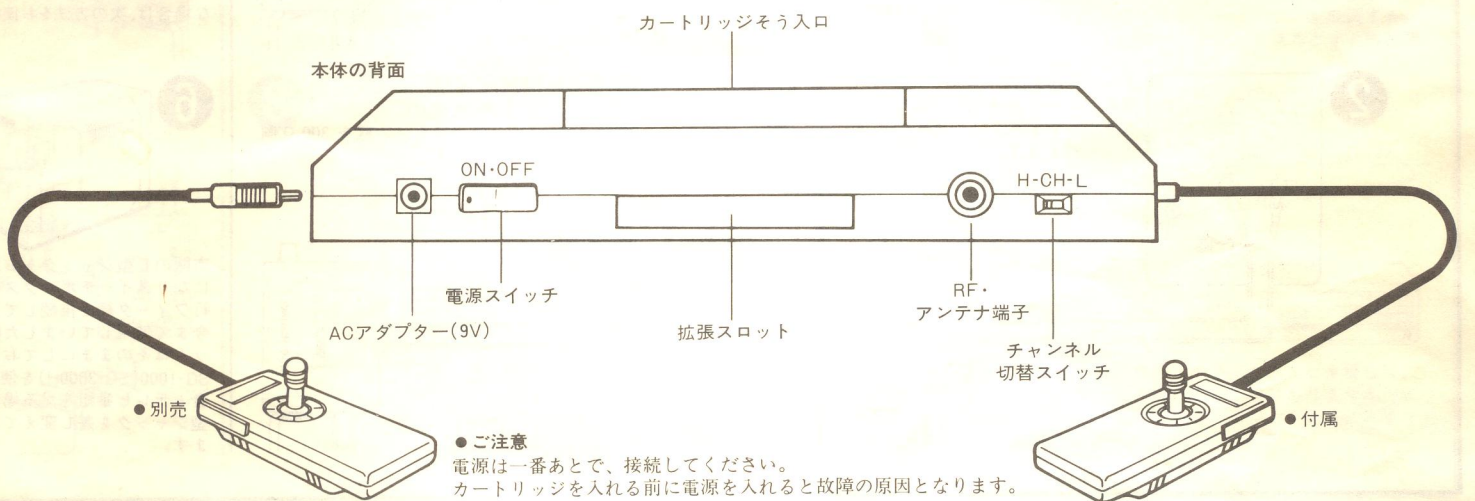 カートリッジそう入口
本体の背面
ON・OFF
H-CH-L
電源スイッチ
ACアダプター(9V)
拡張スロット
RF・
アンテナ端子
チャンネル
切替スイッチ
●別売
●付属
●ご注意
電源は一番あとで、接続してください。
カートリッジを入れる前に電源を入れると故障の原因となります。